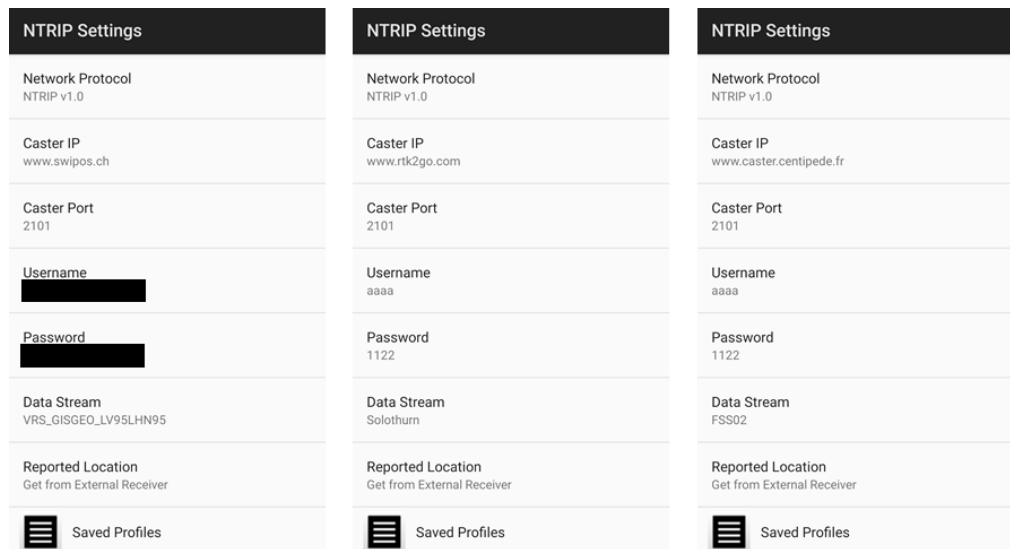 NTRIP Settings
Network Protocol
NTRIP v1.0
Caster IP
www.swipos.ch
Caster Port
2101
Username
Password
Data Stream
VRS_GISGEO_LV95LHN95
Reported Location
Get from External Receiver
Saved Profiles
NTRIP Settings
Network Protocol
NTRIP v1.0
Caster IP
www.rtk2go.com
Caster Port
2101
Username
aaaa
Password
1122
Data Stream
Solothurn
Reported Location
Get from External Receiver
Saved Profiles
NTRIP Settings
Network Protocol
NTRIP v1.0
Caster IP
www.caster.centipede.fr
Caster Port
2101
Username
aaaa
Password
1122
Data Stream
FSS02
Reported Location
Get from External Receiver
Saved Profiles